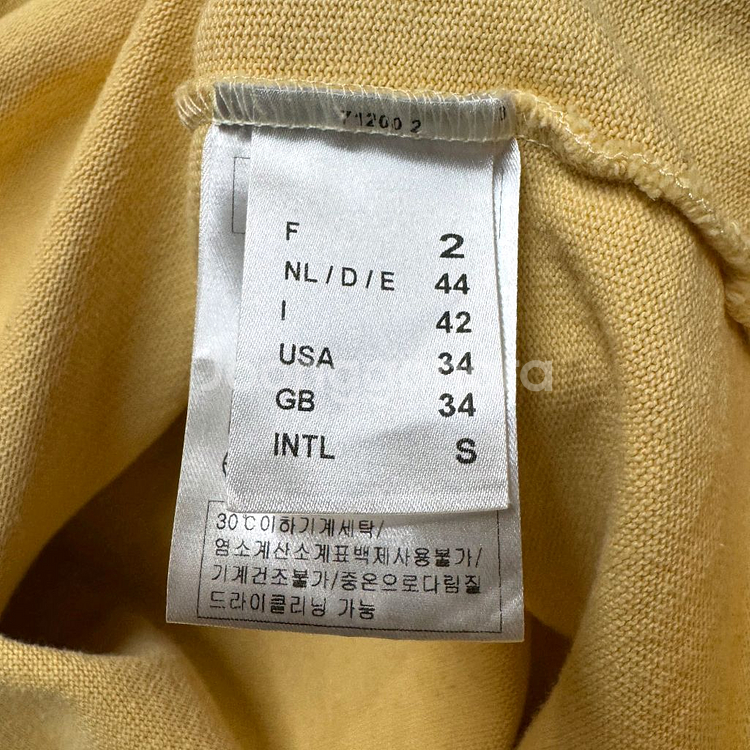 71200 2
F 2
NL / D / E 44
I 42
USA 34
GB 34
INTL S
30℃이하기계세탁/
염소계산소계표백제사용불가/
기계건조불가/중온으로다림질
드라이클리닝 가능